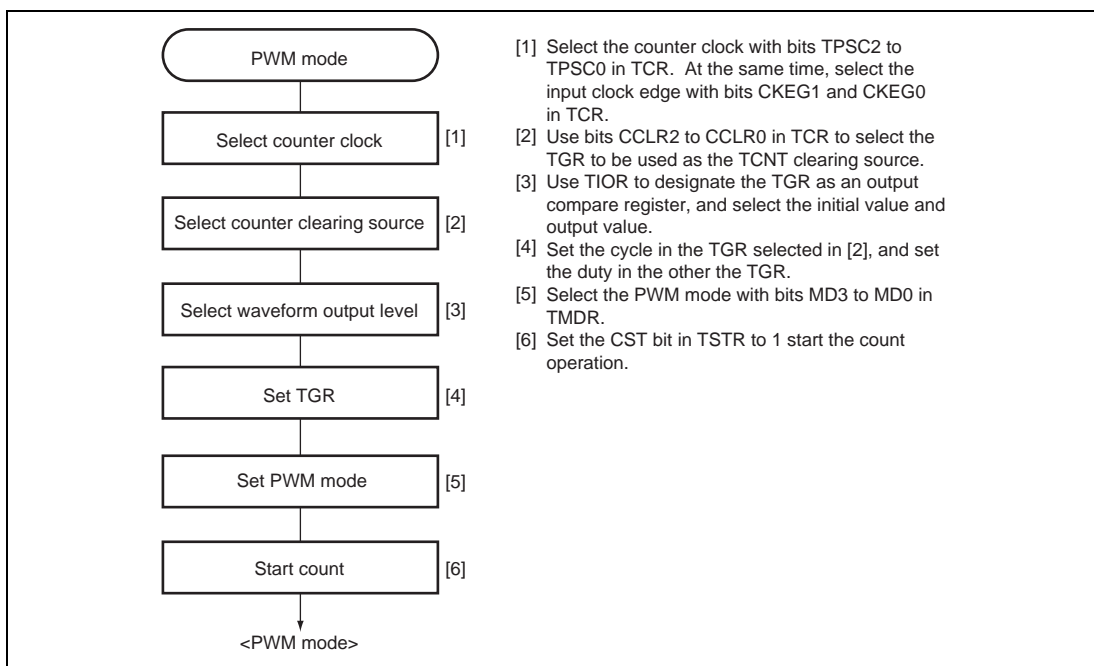 PWM mode
Select counter clock [1]
Select counter clearing source [2]
Select waveform output level [3]
Set TGR [4]
Set PWM mode [5]
Start count [6]
<PWM mode>
[1] Select the counter clock with bits TPSC2 to
TPSC0 in TCR. At the same time, select the
input clock edge with bits CKEG1 and CKEG0
in TCR.
[2] Use bits CCLR2 to CCLR0 in TCR to select the
TGR to be used as the TCNT clearing source.
[3] Use TIOR to designate the TGR as an output
compare register, and select the initial value and
output value.
[4] Set the cycle in the TGR selected in [2], and set
the duty in the other the TGR.
[5] Select the PWM mode with bits MD3 to MD0 in
TMDR.
[6] Set the CST bit in TSTR to 1 start the count
operation.